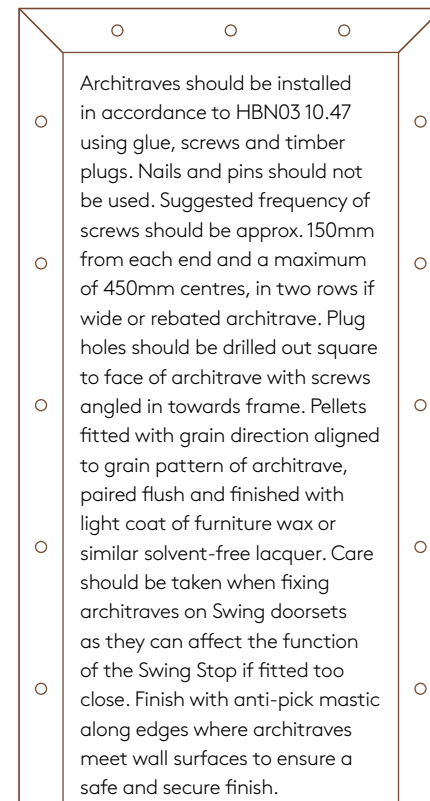 Architraves should be installed
in accordance to HBN03 10.47
using glue, screws and timber
plugs. Nails and pins should not
be used. Suggested frequency of
screws should be approx. 150mm
from each end and a maximum
of 450mm centres, in two rows if
wide or rebated architrave. Plug
holes should be drilled out square
to face of architrave with screws
angled in towards frame. Pellets
fitted with grain direction aligned
to grain pattern of architrave,
paired flush and finished with
light coat of furniture wax or
similar solvent-free lacquer. Care
should be taken when fixing
architraves on Swing doorsets
as they can affect the function
of the Swing Stop if fitted too
close. Finish with anti-pick mastic
along edges where architraves
meet wall surfaces to ensure a
safe and secure finish.